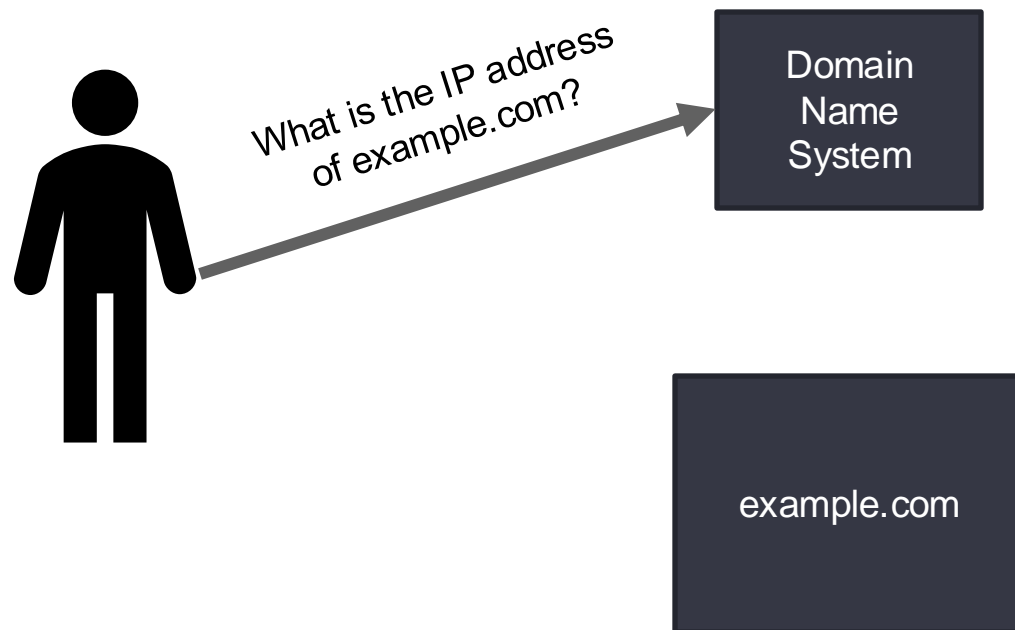 What is the IP address
of example.com?
Domain
Name
System
example.com